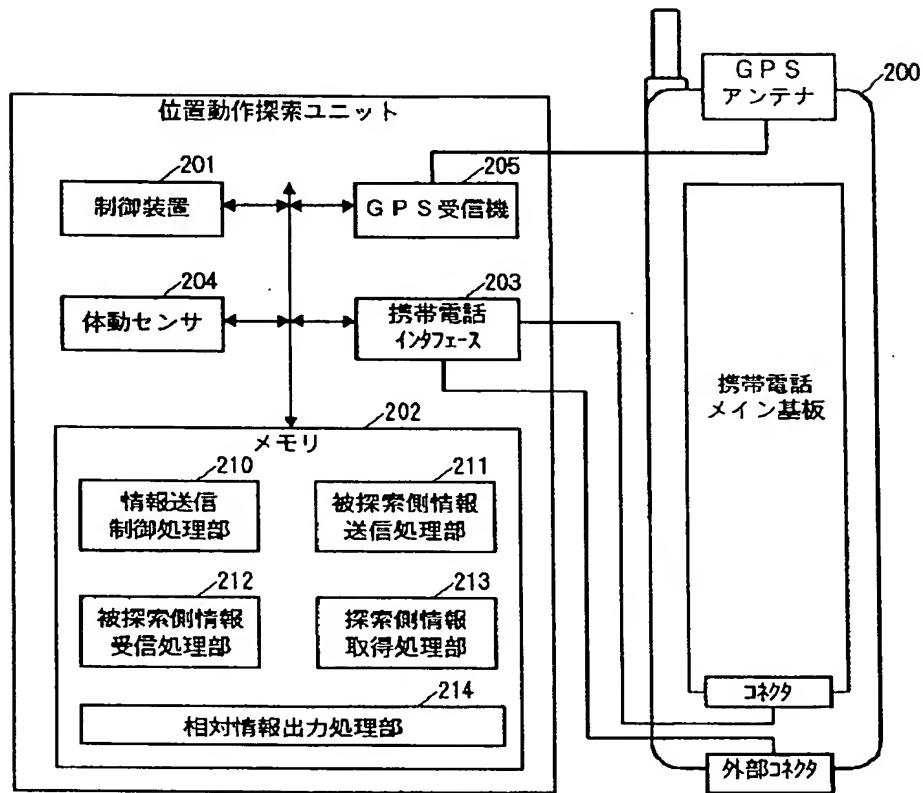 GPS
アンテナ
200
位置動作探索ユニット
201
制御装置
205
GPS受信機
204
体動センサ
203
携帯電話
インタフェース
携帯電話
メイン基板
202
メモリ
210
情報送信
制御処理部
211
被探索側情報
送信処理部
212
被探索側情報
受信処理部
213
探索側情報
取得処理部
214
相対情報出力処理部
コネクタ
外部コネクタ